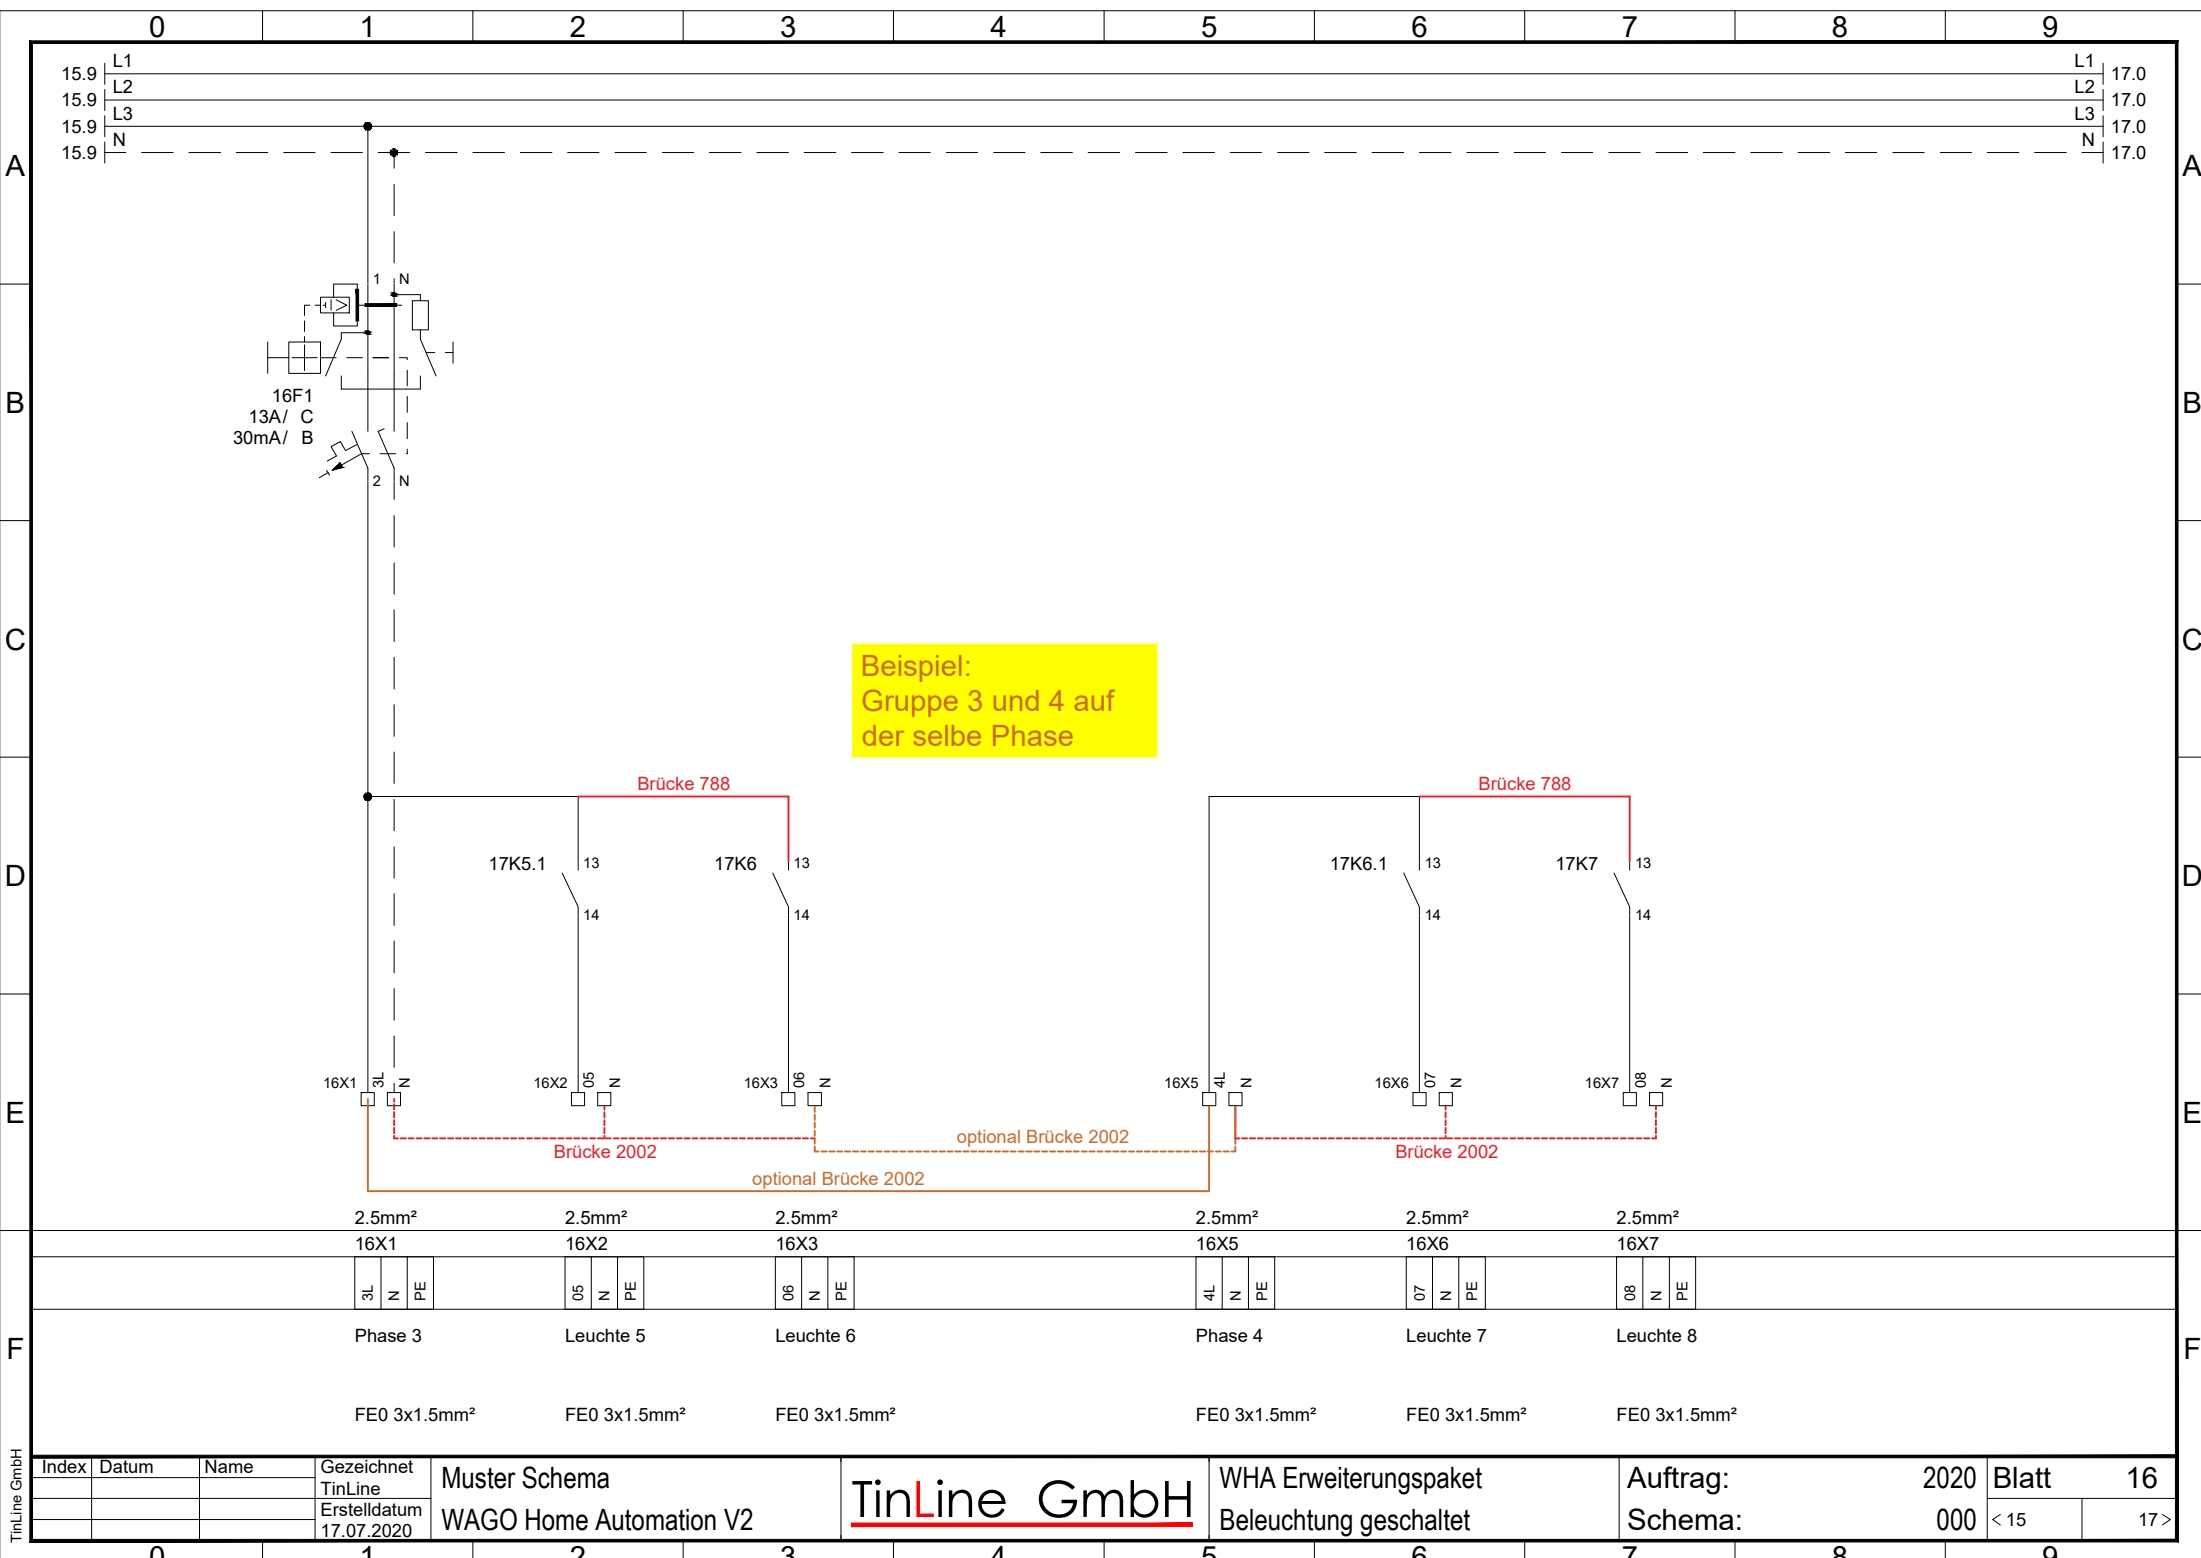 0 1 2 3 4 5 6 7 8 9
15.9 L1 L1 17.0
15.9 L2 L2 17.0
15.9 L3 L3 17.0
15.9 N N 17.0
A A
1 N
I>
16F1
13A/ C
30mA/ B
B B
2 N
C C
Beispiel:
Gruppe 3 und 4 auf
der selbe Phase
Brücke 788 Brücke 788
17K5.1 13 17K6 13 17K6.1 13 17K7 13
D D
14 14 14 14
16X1 3L N 16X2 05 N 16X3 06 N 16X5 4L N 16X6 07 N 16X7 08 N
E E
optional Brücke 2002
Brücke 2002 Brücke 2002
optional Brücke 2002
2.5mm² 2.5mm² 2.5mm² 2.5mm² 2.5mm² 2.5mm²
16X1 16X2 16X3 16X5 16X6 16X7
3L N PE 05 N PE 06 N PE 4L N PE 07 N PE 08 N PE
Phase 3 Leuchte 5 Leuchte 6 Phase 4 Leuchte 7 Leuchte 8
F F
FE0 3x1.5mm² FE0 3x1.5mm² FE0 3x1.5mm² FE0 3x1.5mm² FE0 3x1.5mm² FE0 3x1.5mm²
TinLine GmbH
Index Datum Name Gezeichnet
TinLine
Erstelldatum
17.07.2020
Muster Schema
WAGO Home Automation V2
TinLine GmbH
WHA Erweiterungspaket
Beleuchtung geschaltet
Auftrag: 2020
Schema: 000
Blatt 16
< 15 17 >
0 1 2 3 4 5 6 7 8 9